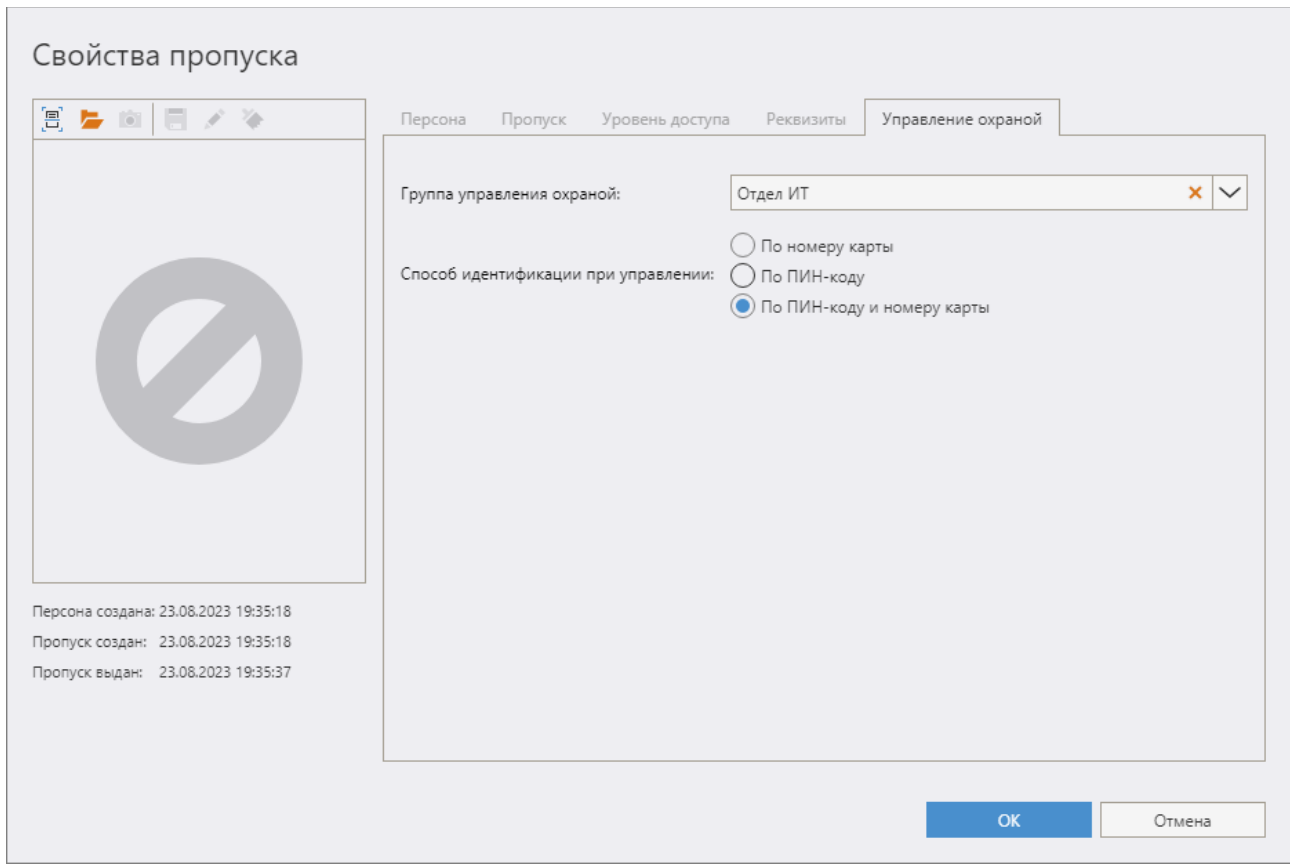 Свойства пропуска
Персона Пропуск Уровень доступа Реквизиты Управление охраной
Группа управления охраной: Отдел ИТ
Способ идентификации при управлении:
По номеру карты
По ПИН-коду
По ПИН-коду и номеру карты
Персона создана: 23.08.2023 19:35:18
Пропуск создан: 23.08.2023 19:35:18
Пропуск выдан: 23.08.2023 19:35:37
ОК Отмена